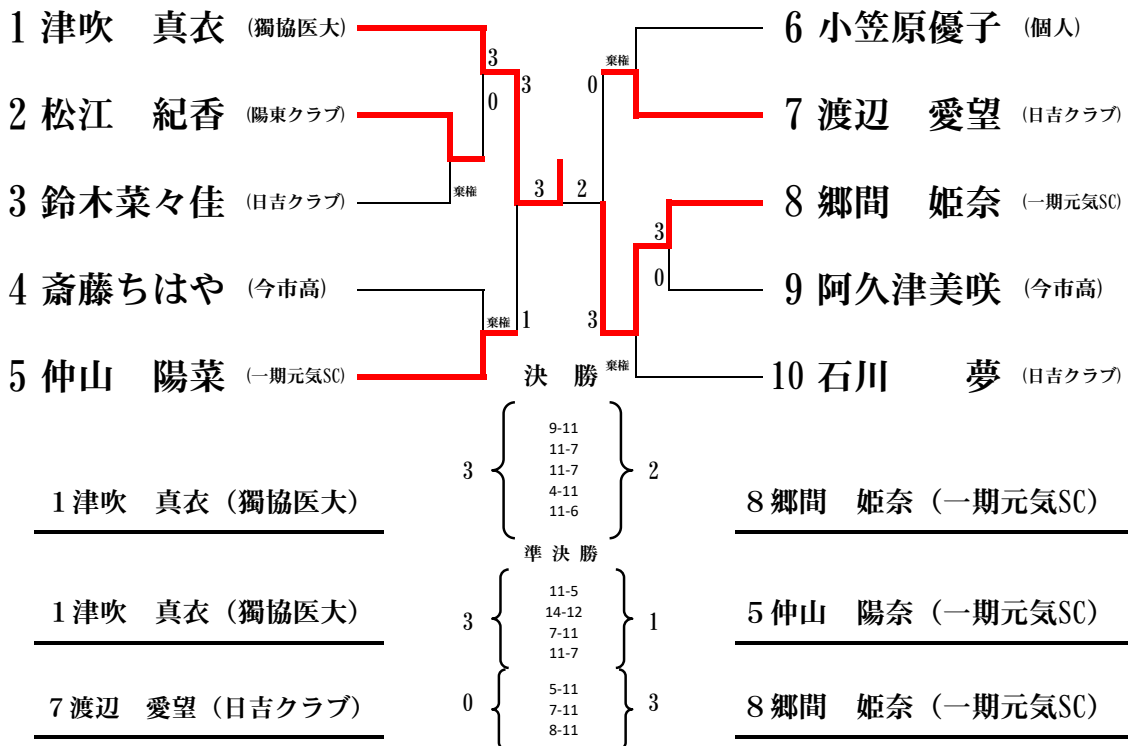 1 津吹　真衣 (獨協医大)
2 松江　紀香 (陽東クラブ)
3 鈴木菜々佳 (日吉クラブ)
4 斎藤ちはや (今市高)
5 仲山　陽菜 (一期元気SC)
3
0
棄権
3
棄権
1
3
2
6 小笠原優子 (個人)
7 渡辺　愛望 (日吉クラブ)
8 郷間　姫奈 (一期元気SC)
9 阿久津美咲 (今市高)
10 石川　　夢 (日吉クラブ)
棄権
0
3
0
3
棄権
決　勝
1津吹　真衣（獨協医大）
3
9-11
11-7
11-7
4-11
11-6
2
8郷間　姫奈（一期元気SC）
準 決 勝
1津吹　真衣（獨協医大）
3
11-5
14-12
7-11
11-7
1
5仲山　陽奈（一期元気SC）
7渡辺　愛望（日吉クラブ）
0
5-11
7-11
8-11
3
8郷間　姫奈（一期元気SC）